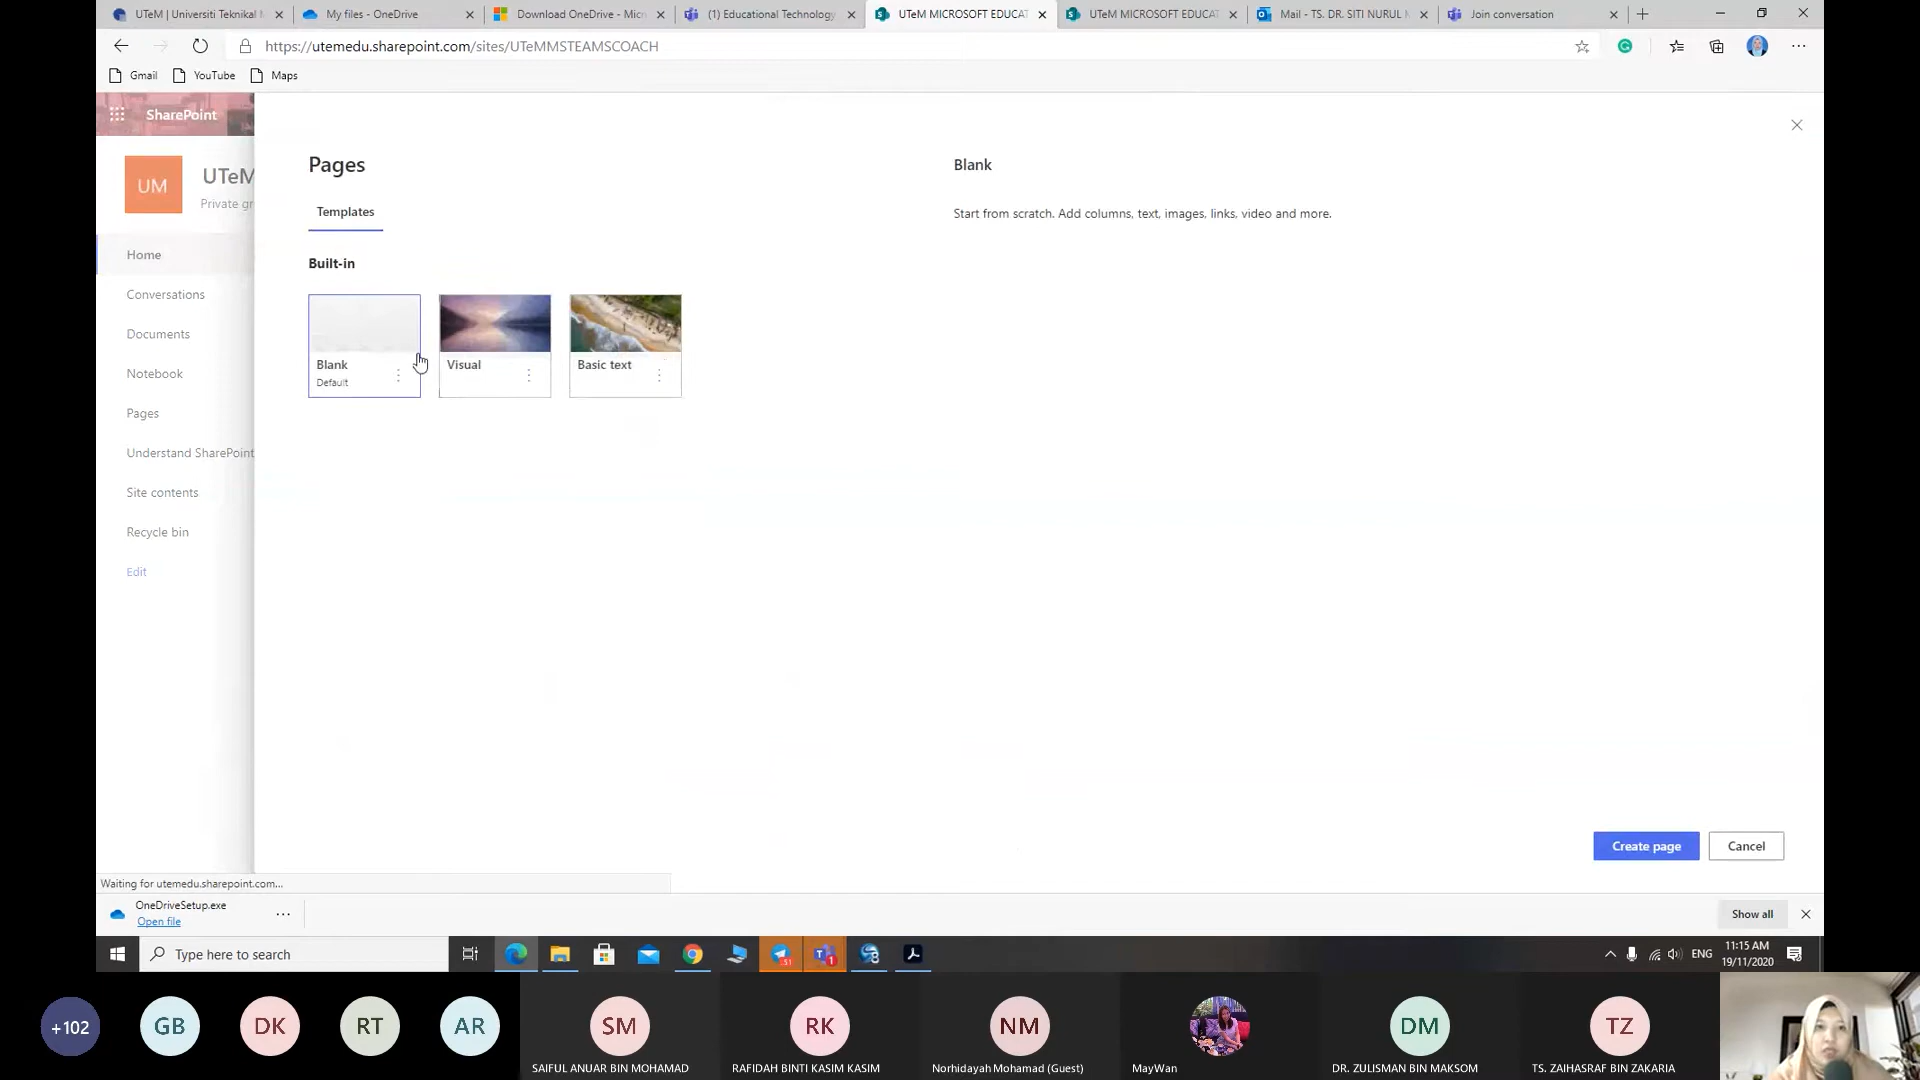 UTeM | Universiti Teknikal M
My files - OneDrive
Download OneDrive - Micr
(1) Educational Technology
UTeM MICROSOFT EDUCAT
UTeM MICROSOFT EDUCAT
Mail - TS. DR. SITI NURUL M
Join conversation
https://utemedu.sharepoint.com/sites/UTeMMSTEAMSCOACH
Gmail
YouTube
Maps
SharePoint
UM
UTeM
Private gr
Home
Conversations
Documents
Notebook
Pages
Understand SharePoint
Site contents
Recycle bin
Edit
Pages
Templates
Built-in
Blank
Default
Visual
Basic text
Blank
Start from scratch. Add columns, text, images, links, video and more.
Create page
Cancel
Waiting for utemedu.sharepoint.com...
OneDriveSetup.exe
Open file
Show all
Type here to search
51
1
ENG
11:15 AM
19/11/2020
+102
GB
DK
RT
AR
SM
SAIFUL ANUAR BIN MOHAMAD
RK
RAFIDAH BINTI KASIM KASIM
NM
Norhidayah Mohamad (Guest)
MayWan
DM
DR. ZULISMAN BIN MAKSOM
TZ
TS. ZAIHASRAF BIN ZAKARIA